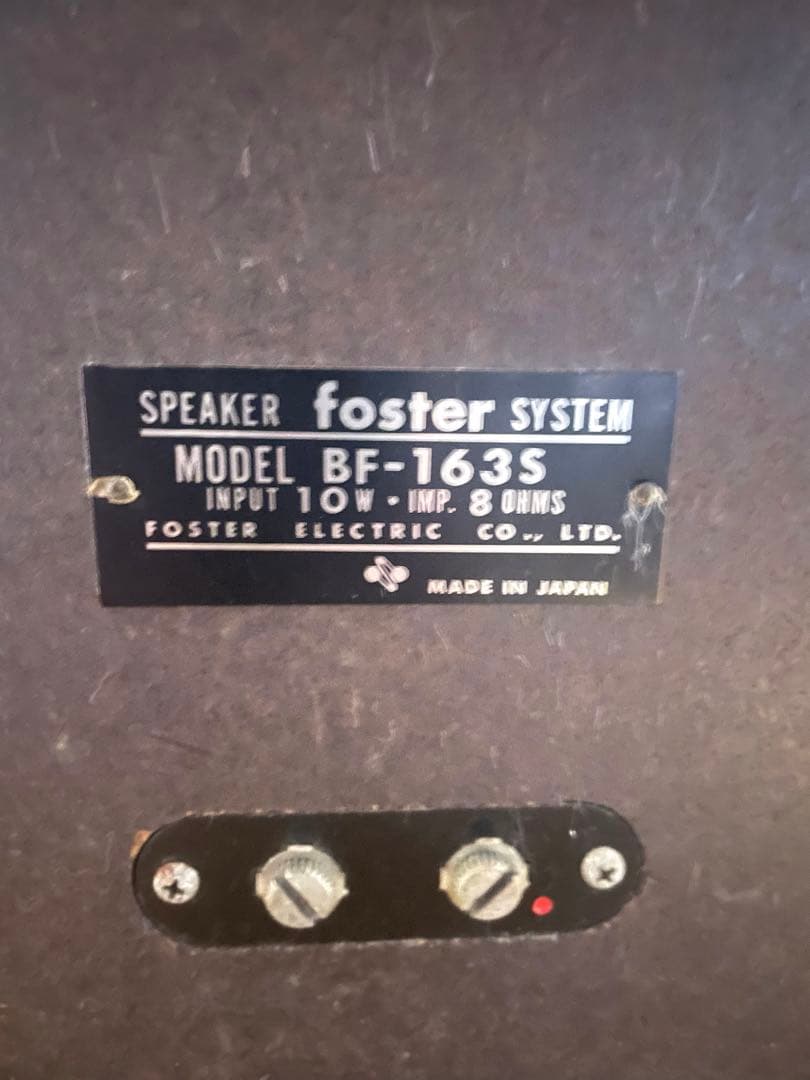 SPEAKER foster SYSTEM
MODEL BF-163S
INPUT 10W · IMP. 8 OHMS
FOSTER ELECTRIC CO., LTD.
MADE IN JAPAN